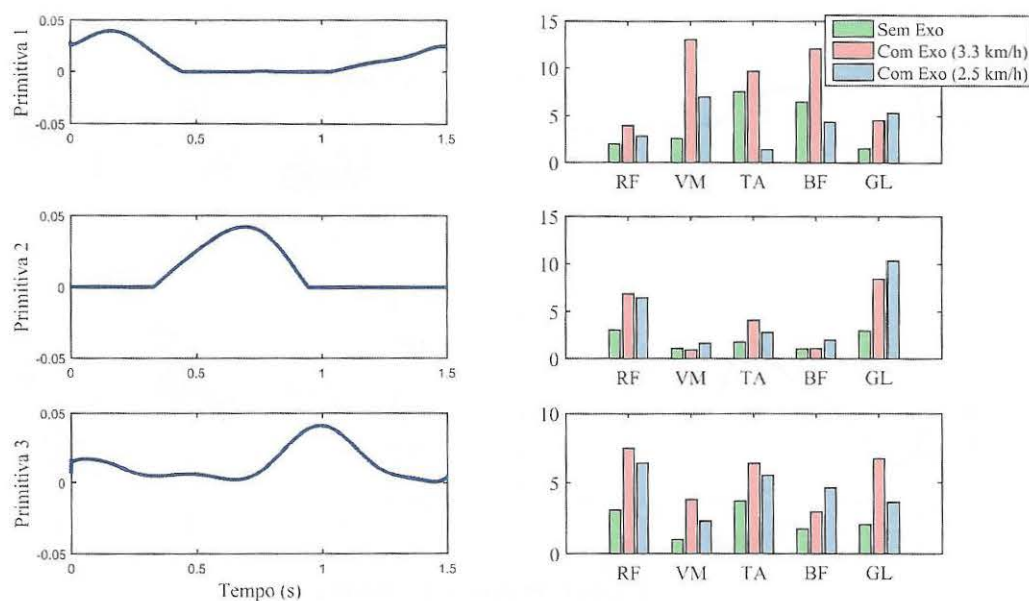 Primitiva 1
0.05
0
-0.05
0 0.5 1 1.5
15
10
5
0
RF VM TA BF GL
Sem Exo
Com Exo (3.3 km/h)
Com Exo (2.5 km/h)
Primitiva 2
0.05
0
-0.05
0 0.5 1 1.5
15
10
5
0
RF VM TA BF GL
Primitiva 3
0.05
0
-0.05
0 0.5 1 1.5
Tempo (s)
10
5
0
RF VM TA BF GL